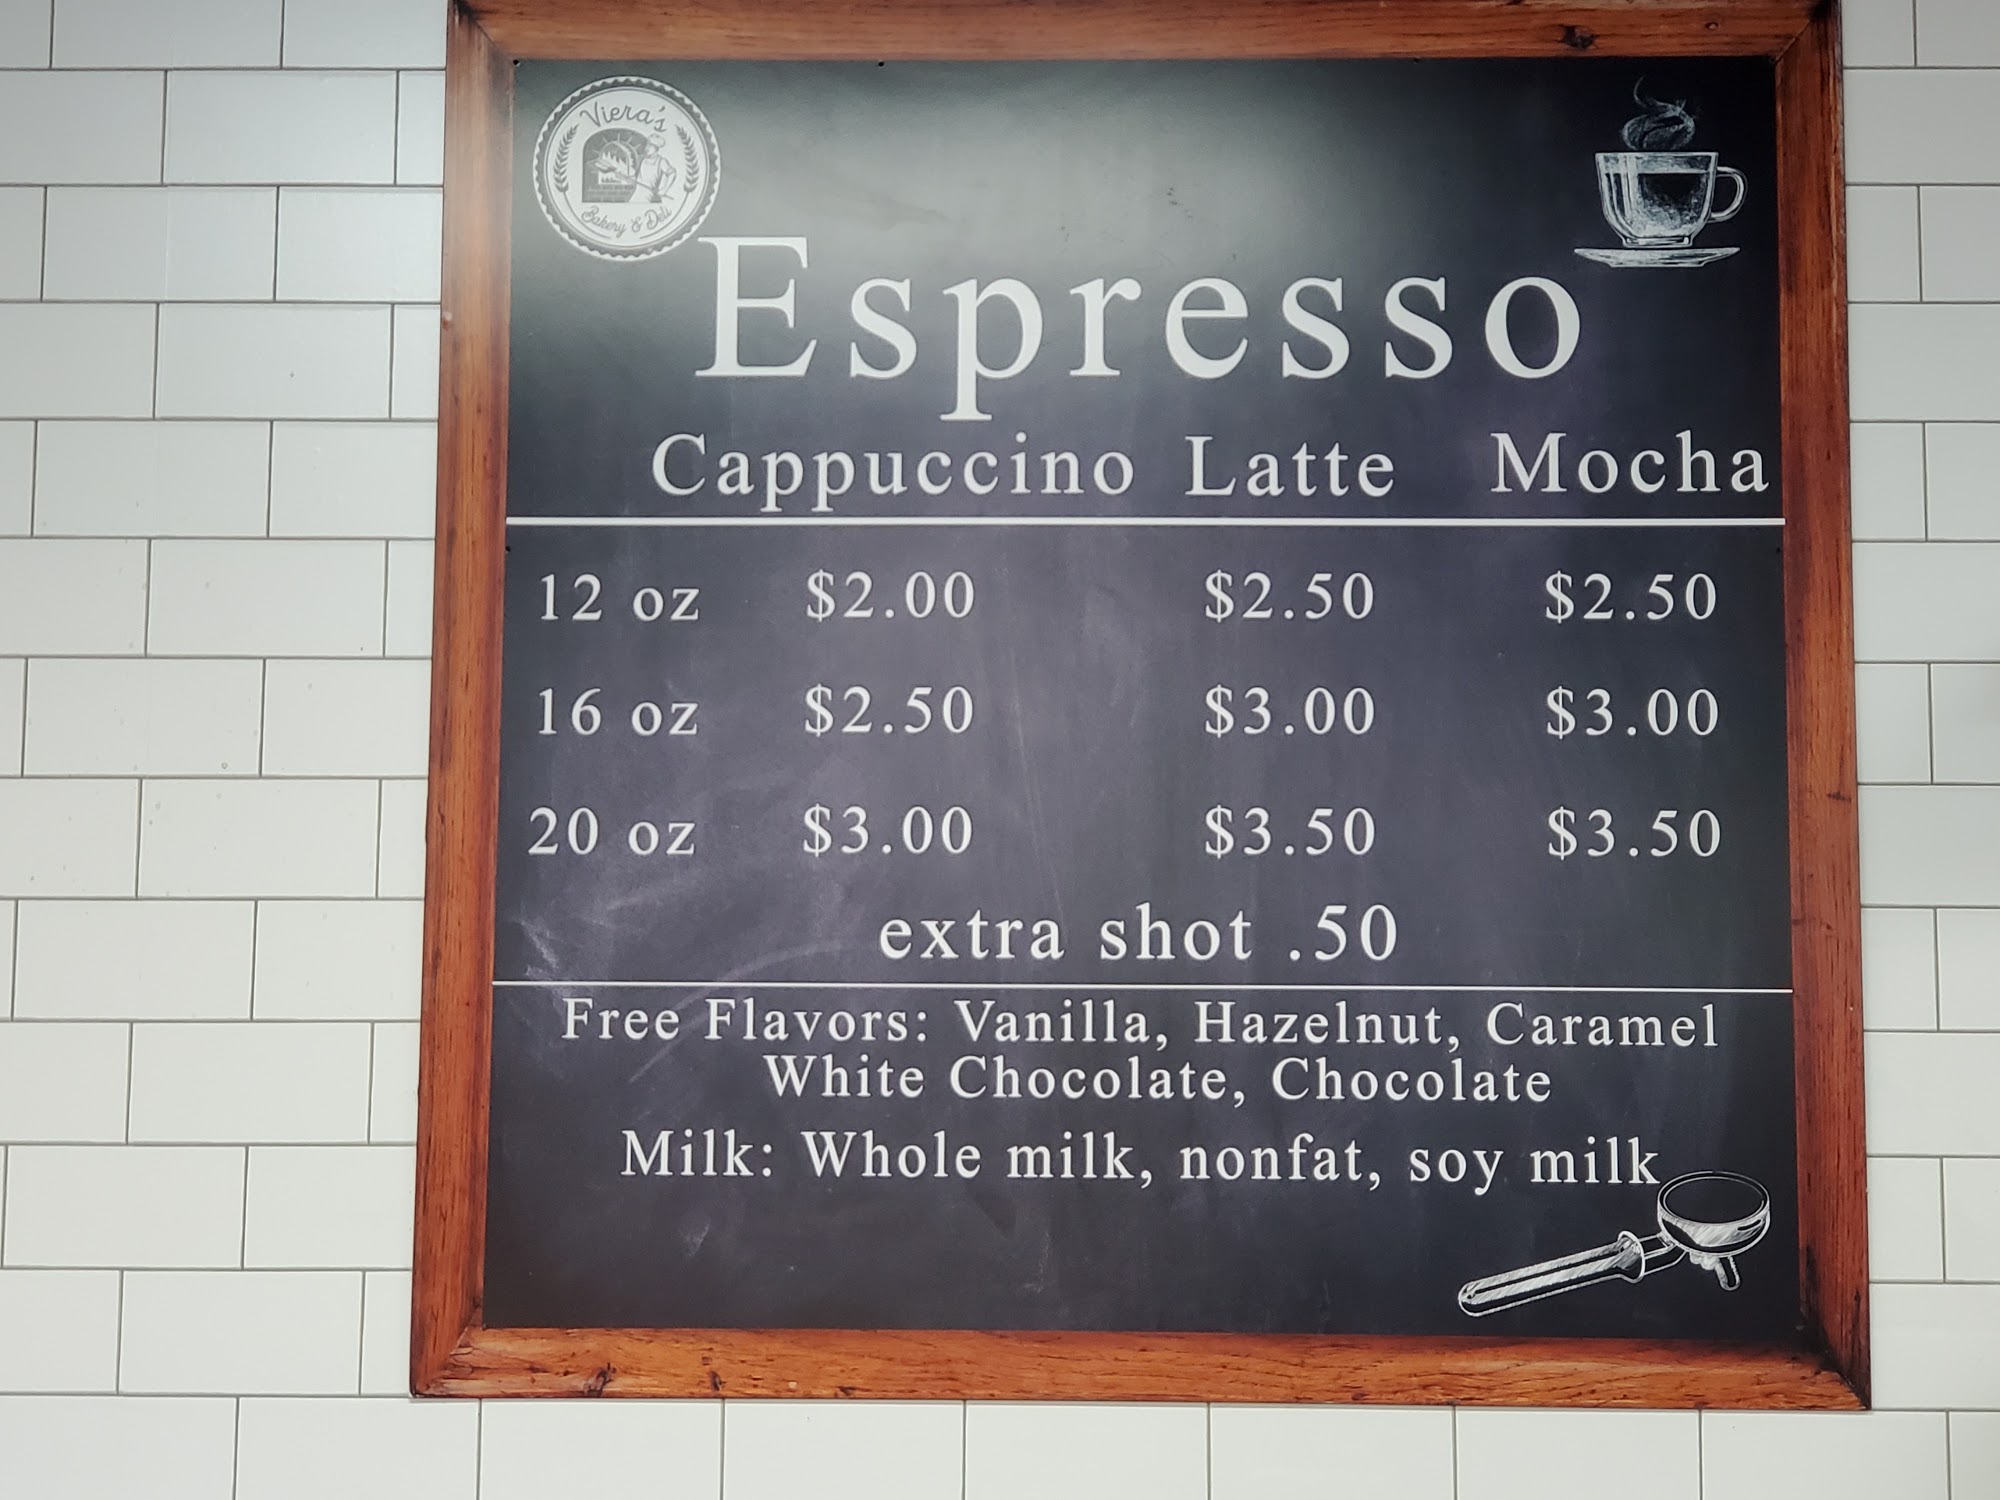 Viera's
Bakery & Deli
Espresso
Cappuccino Latte Mocha
12 oz $2.00 $2.50 $2.50
16 oz $2.50 $3.00 $3.00
20 oz $3.00 $3.50 $3.50
extra shot .50
Free Flavors: Vanilla, Hazelnut, Caramel
White Chocolate, Chocolate
Milk: Whole milk, nonfat, soy milk